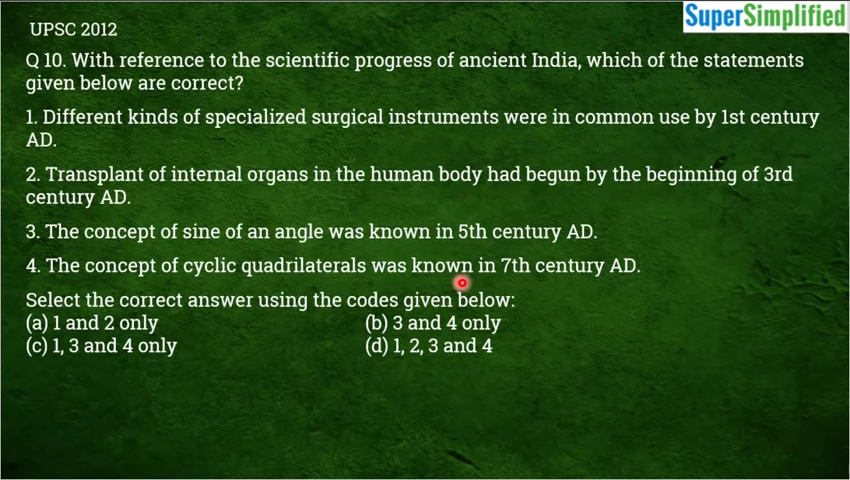 SuperSimplified
UPSC 2012
Q 10. With reference to the scientific progress of ancient India, which of the statements
given below are correct?
1. Different kinds of specialized surgical instruments were in common use by 1st century
AD.
2. Transplant of internal organs in the human body had begun by the beginning of 3rd
century AD.
3. The concept of sine of an angle was known in 5th century AD.
4. The concept of cyclic quadrilaterals was known in 7th century AD.
Select the correct answer using the codes given below:
(a) 1 and 2 only (b) 3 and 4 only
(c) 1, 3 and 4 only (d) 1, 2, 3 and 4